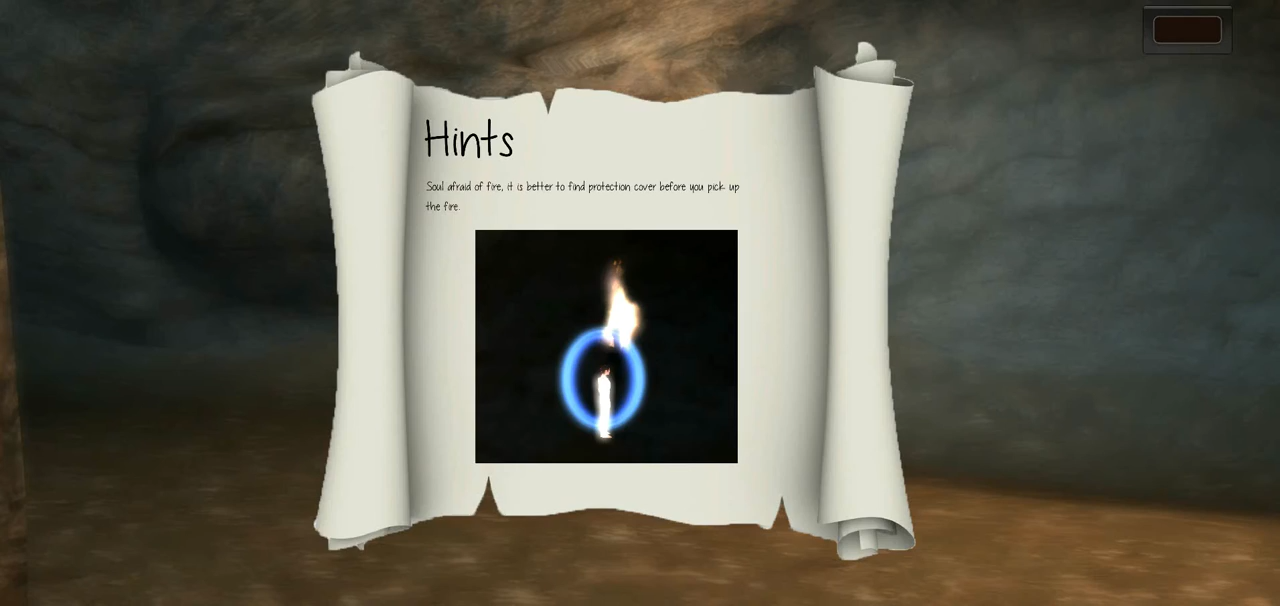 Hints
Soul afraid of fire, it is better to find protection cover before you pick up
the fire.